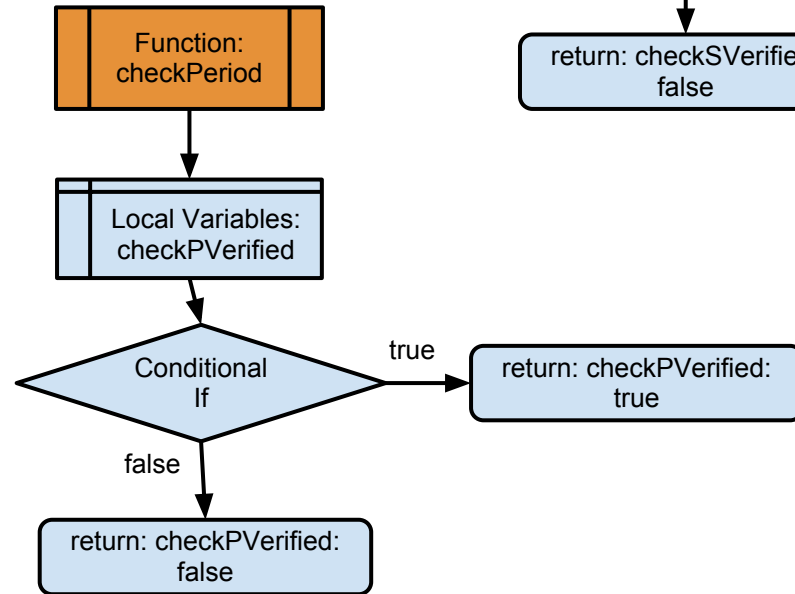 Function:
checkPeriod
return: checkSVerifie
false
Local Variables:
checkPVerified
Conditional
If
true
return: checkPVerified:
true
false
return: checkPVerified:
false